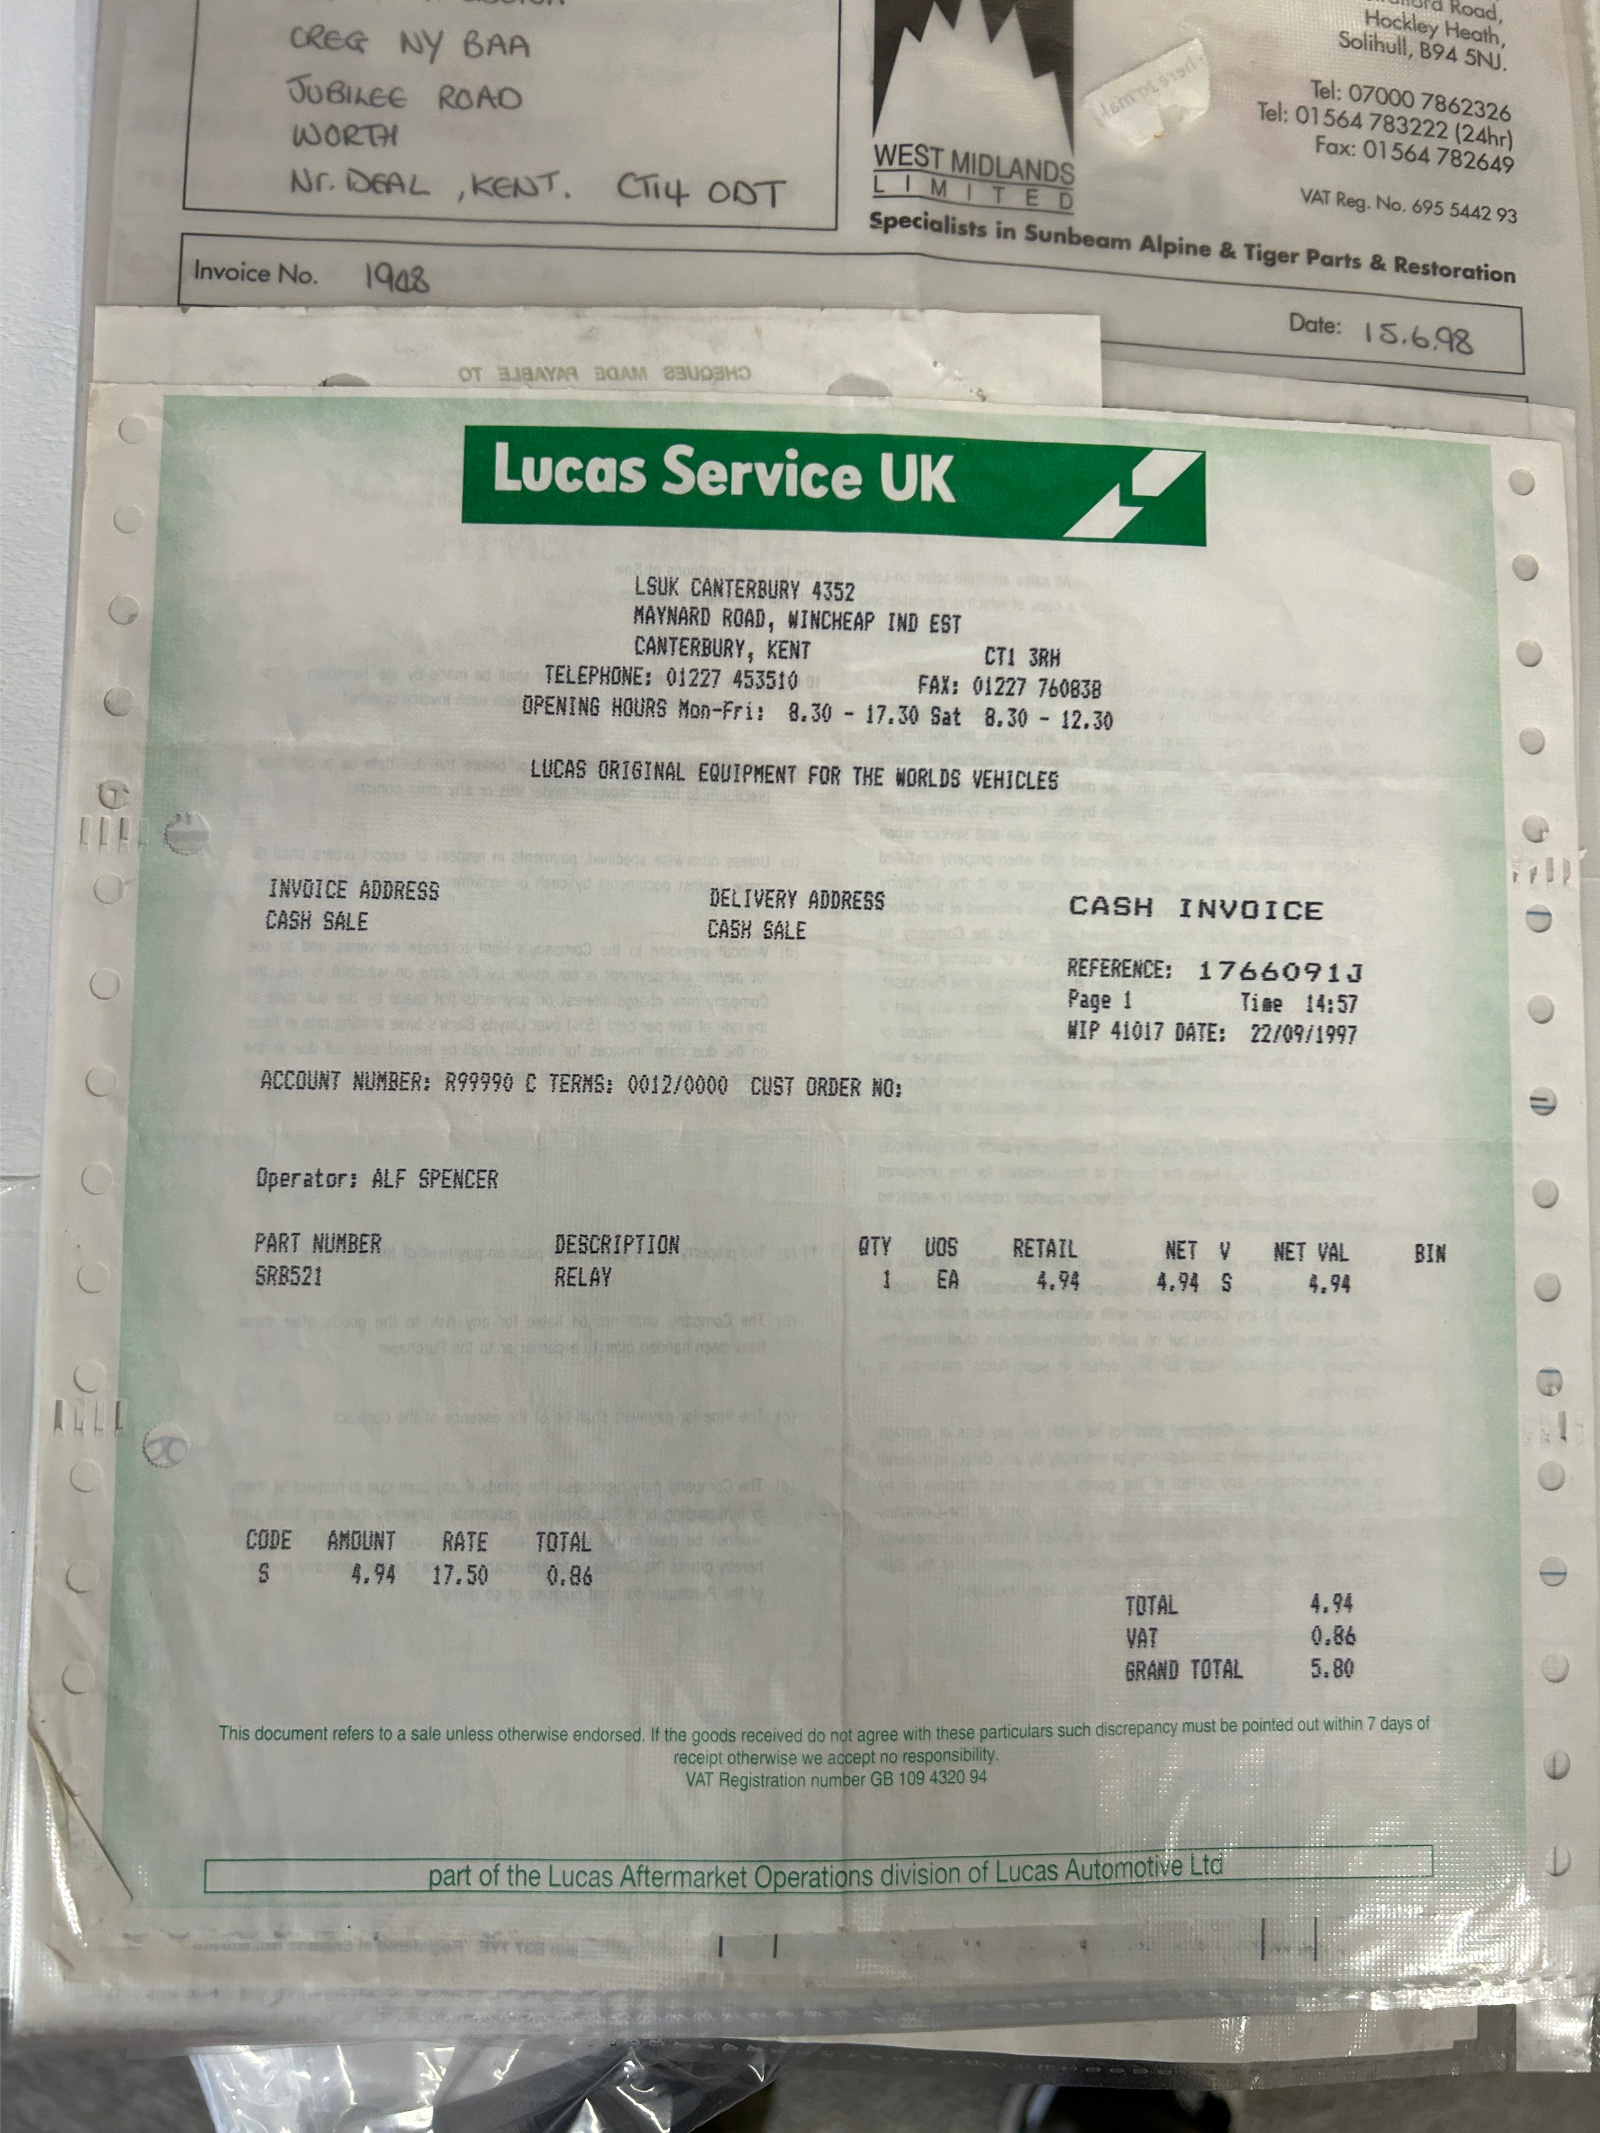 CREG NY BAA
JUBILEE ROAD
WORTH
Nr. DEAL, KENT. CT14 0DT
Road,
Hockley Heath,
Solihull, B94 5NJ.
Tel: 07000 7862326
Tel: 01564 783222 (24hr)
Fax: 01564 782649
VAT Reg. No. 695 5442 93
WEST MIDLANDS
LIMITED
Specialists in Sunbeam Alpine & Tiger Parts & Restoration
Invoice No. 1948
Date: 15.6.98
CHEQUES MADE PAYABLE TO
Lucas Service UK
LSUK CANTERBURY 4352
MAYNARD ROAD, WINCHEAP IND EST
CANTERBURY, KENT CT1 3RH
TELEPHONE: 01227 453510 FAX: 01227 760838
OPENING HOURS Mon-Fri: 8.30 - 17.30 Sat 8.30 - 12.30
LUCAS ORIGINAL EQUIPMENT FOR THE WORLDS VEHICLES
INVOICE ADDRESS DELIVERY ADDRESS CASH INVOICE
CASH SALE CASH SALE
REFERENCE: 1766091J
Page 1 Time 14:57
WIP 41017 DATE: 22/09/1997
ACCOUNT NUMBER: R99990 C TERMS: 0012/0000 CUST ORDER NO:
Operator: ALF SPENCER
PART NUMBER DESCRIPTION QTY UOS RETAIL NET V NET VAL BIN
SRB521 RELAY 1 EA 4.94 4.94 S 4.94
CODE AMOUNT RATE TOTAL
S 4.94 17.50 0.86
TOTAL 4.94
VAT 0.86
GRAND TOTAL 5.80
This document refers to a sale unless otherwise endorsed. If the goods received do not agree with these particulars such discrepancy must be pointed out within 7 days of
receipt otherwise we accept no responsibility.
VAT Registration number GB 109 4320 94
part of the Lucas Aftermarket Operations division of Lucas Automotive Ltd